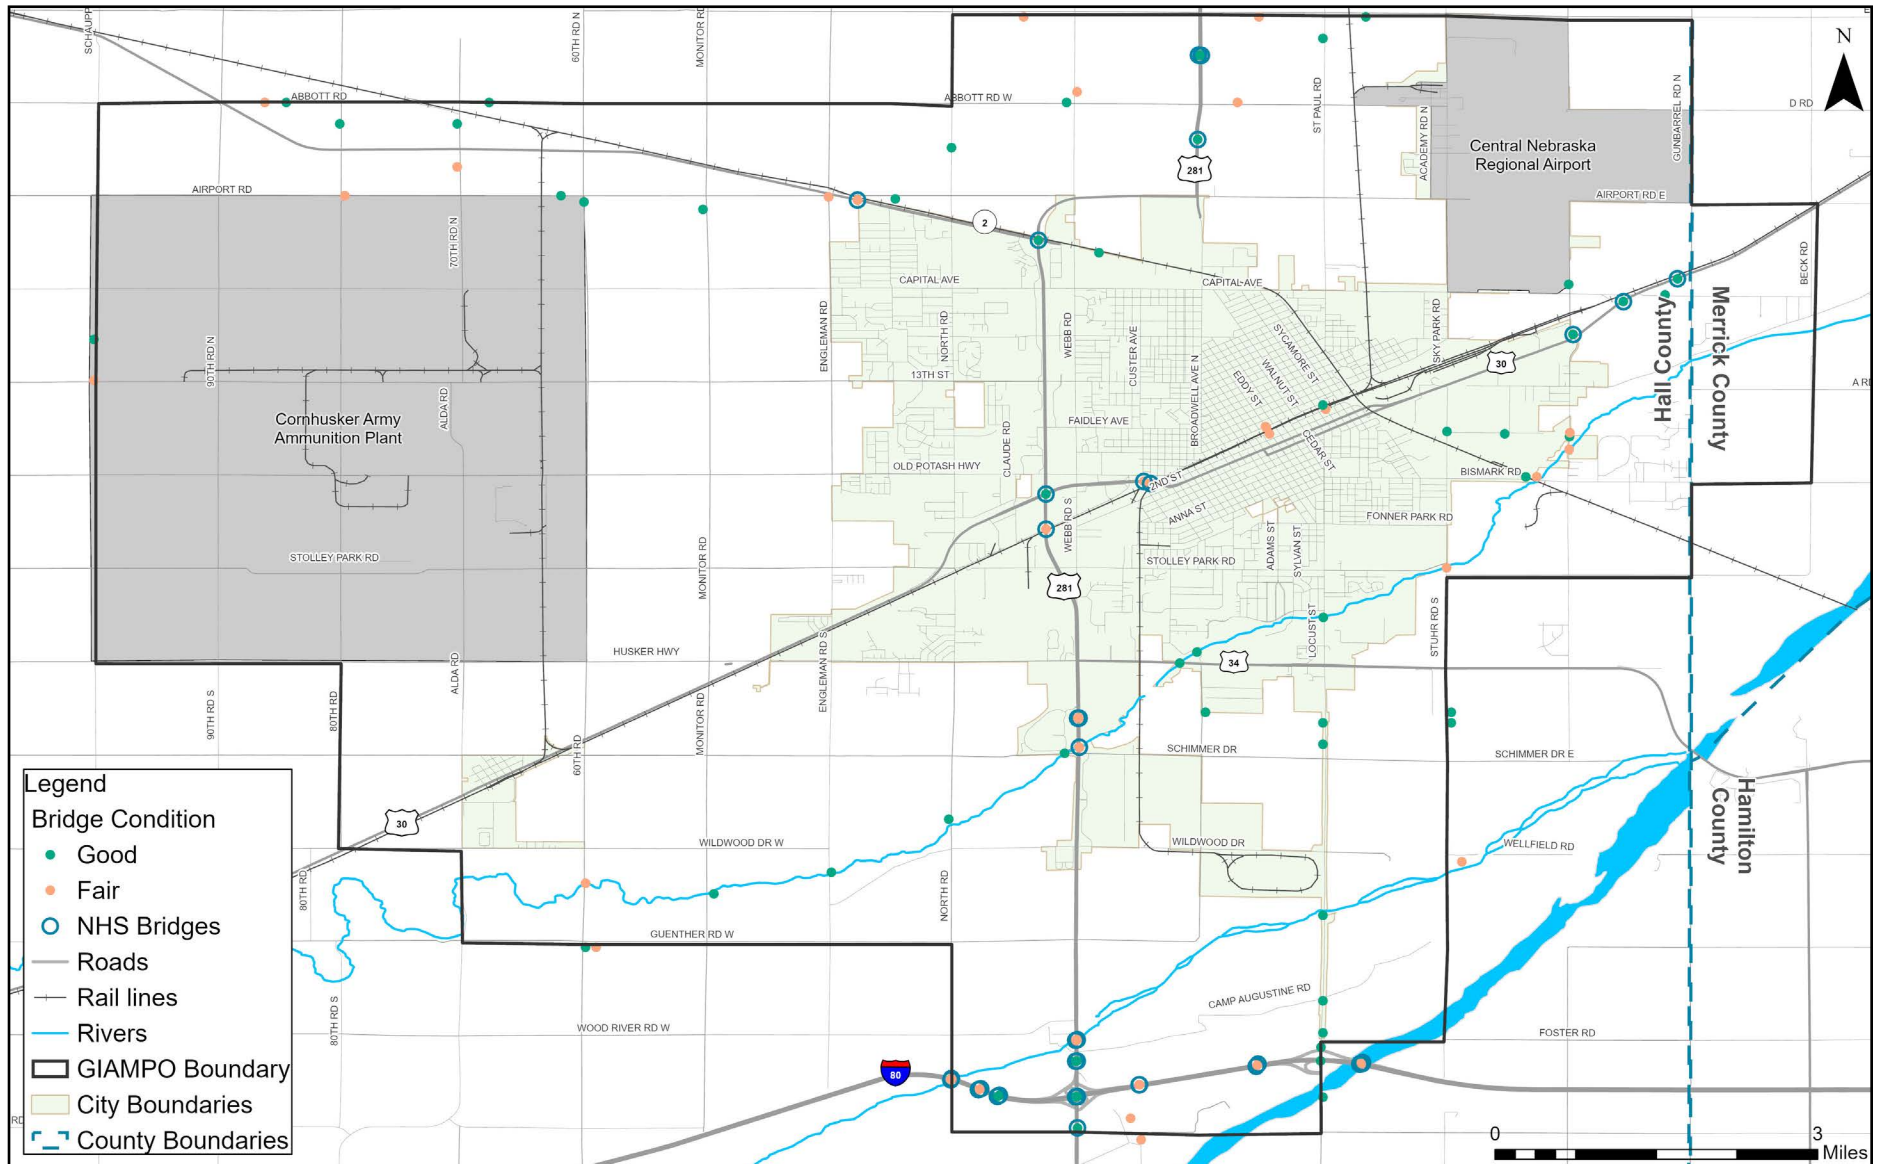 SCHAUPP
60TH RD N
MONITOR RD
N
ABBOTT RD
ABBOTT RD W
ST PAUL RD
ACADEMY RD N
GUNBARREL RD N
D RD
Central Nebraska
Regional Airport
281
AIRPORT RD
AIRPORT RD E
70TH RD N
2
BECK RD
CAPITAL AVE
CAPITAL AVE
ENGLEMAN RD
NORTH RD
WEBB RD
CUSTER AVE
SYCAMORE ST
SKY PARK RD
Hall County
Merrick County
90TH RD N
13TH ST
EDDY ST
WALNUT ST
30
ALDA RD
Cornhusker Army
Ammunition Plant
CLAUDE RD
FAIDLEY AVE
BROADWELL AVE N
CEDAR ST
OLD POTASH HWY
BISMARK RD
2ND ST
ANNA ST
FONNER PARK RD
WEBB RD S
STOLLEY PARK RD
MONITOR RD
STOLLEY PARK RD
ADAMS ST
SYLVAN ST
281
LOCUST ST
STUHR RD S
HUSKER HWY
ENGLEMAN RD S
34
ALDA RD
90TH RD S
80TH RD
MONITOR RD
60TH RD
SCHIMMER DR
SCHIMMER DR E
Hamilton
County
30
WILDWOOD DR W
WILDWOOD DR
WELLFIELD RD
80TH RD
NORTH RD
GUENTHER RD W
CAMP AUGUSTINE RD
80TH RD S
WOOD RIVER RD W
FOSTER RD
80
Legend
Bridge Condition
Good
Fair
NHS Bridges
Roads
Rail lines
Rivers
GIAMPO Boundary
City Boundaries
County Boundaries
0 3
Miles